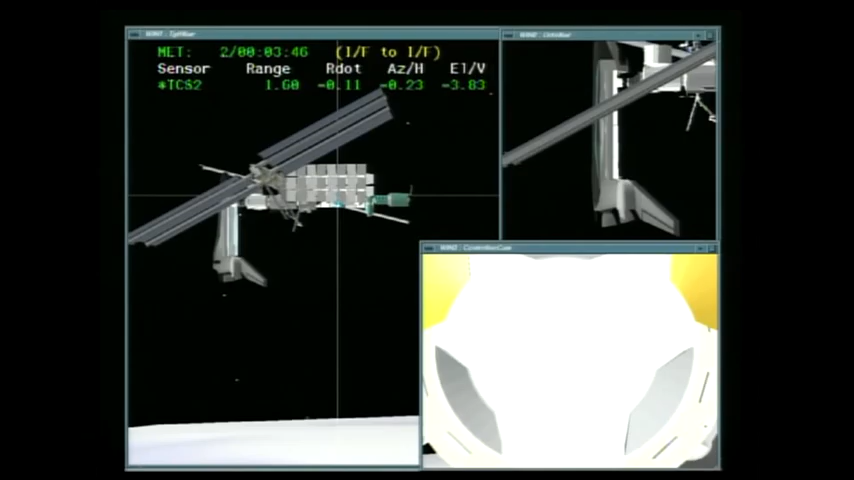 MET: 2/00:03:46 (I/F to I/F)
Sensor Range Rdot Az/H El/V
*TCS2 1.60 -0.11 -0.23 -3.83